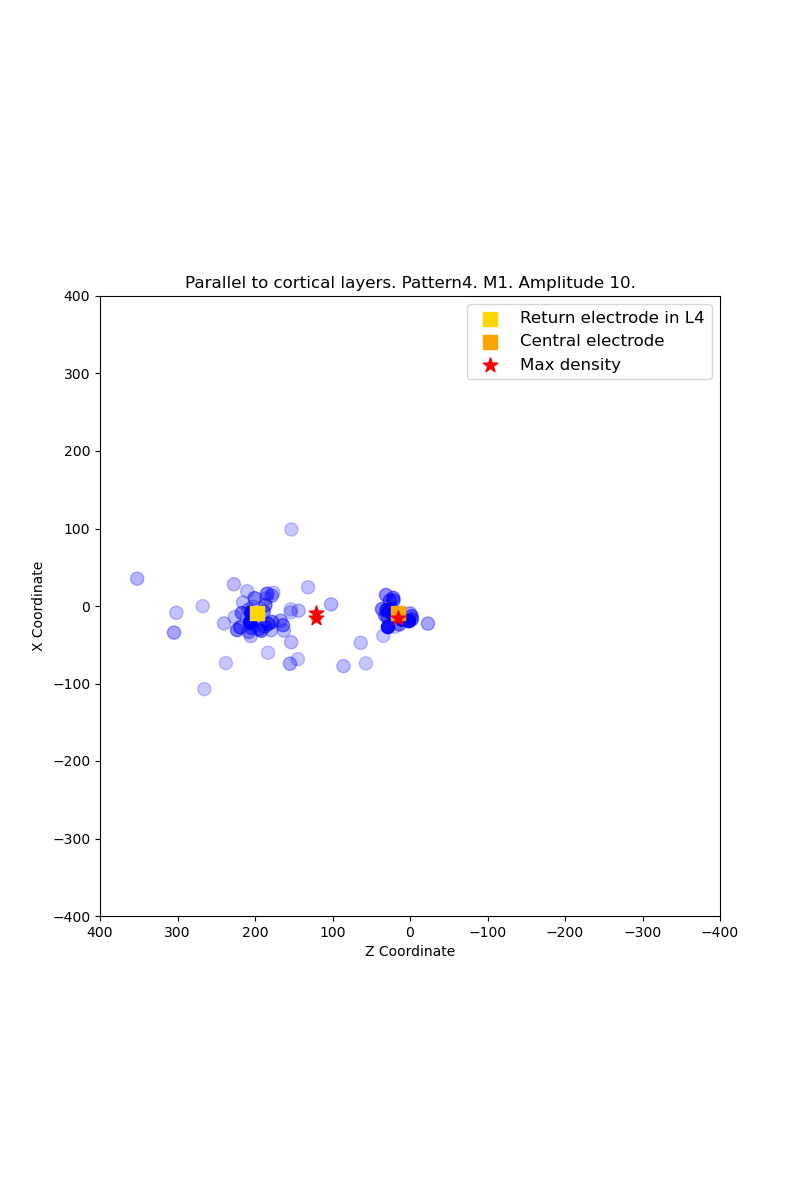 Parallel to cortical layers. Pattern4. M1. Amplitude 10.
Return electrode in L4
Central electrode
Max density
400
300
200
100
0
−100
−200
−300
−400
X Coordinate
400 300 200 100 0 −100 −200 −300 −400
Z Coordinate